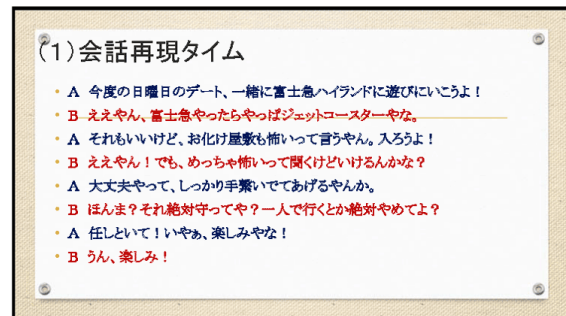 (1)会話再現タイム
・ A 今度の日曜日のデート、一緒に富士急ハイランドに遊びにいこうよ！
・ B ええやん、富士急やったらやっぱジェットコースターやな。
・ A それもいいけど、お化け屋敷も怖いって言うやん。入ろうよ！
・ B ええやん！でも、めっちゃ怖いって聞くけどいけるんかな？
・ A 大丈夫やって、しっかり手繋いでてあげるやんか。
・ B ほんま？それ絶対守ってや？一人で行くとか絶対やめてよ？
・ A 任しといて！いやぁ、楽しみやな！
・ B うん、楽しみ！